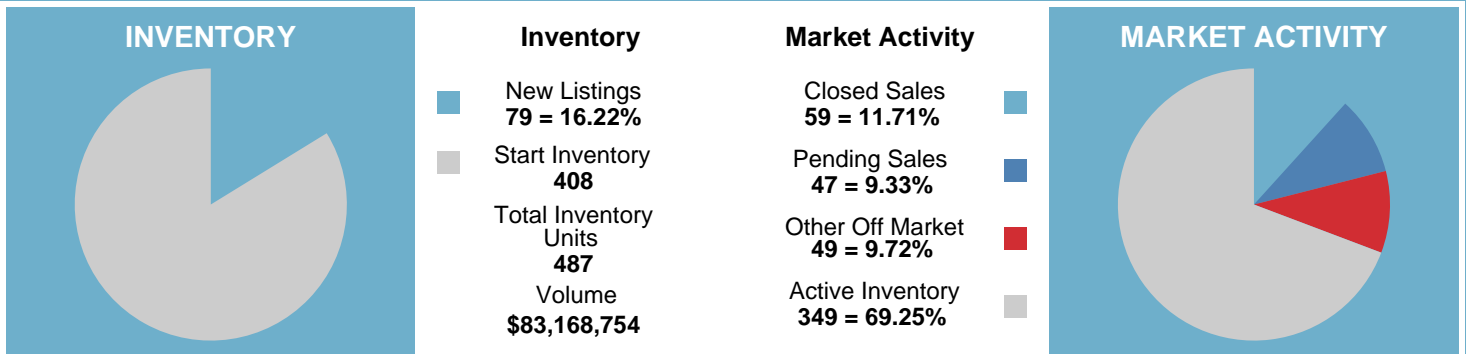 INVENTORY
Inventory
New Listings
79 = 16.22%
Start Inventory
408
Total Inventory
Units
487
Volume
$83,168,754
Market Activity
Closed Sales
59 = 11.71%
Pending Sales
47 = 9.33%
Other Off Market
49 = 9.72%
Active Inventory
349 = 69.25%
MARKET ACTIVITY